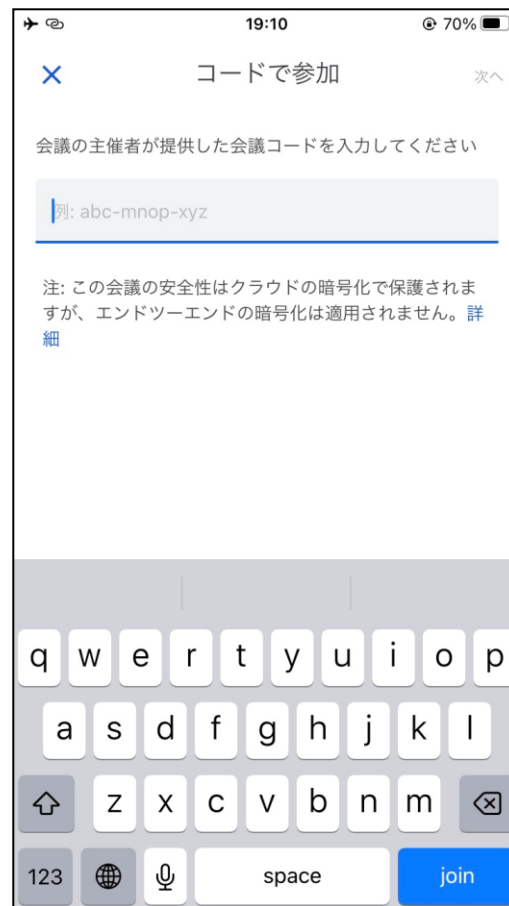 19:10
70%
コードで参加
次へ
会議の主催者が提供した会議コードを入力してください
例: abc-mnop-xyz
注: この会議の安全性はクラウドの暗号化で保護されま
すが、エンドツーエンドの暗号化は適用されません。詳
細
q w e r t y u i o p
a s d f g h j k l
z x c v b n m
123 space join